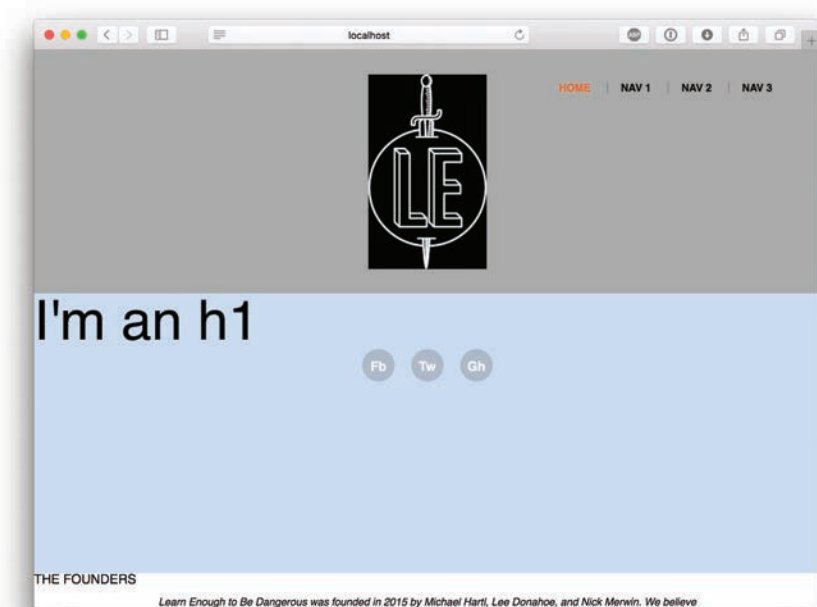 localhost
ABP
HOME | NAV 1 | NAV 2 | NAV 3
LE
I'm an h1
Fb Tw Gh
THE FOUNDERS
Learn Enough to Be Dangerous was founded in 2015 by Michael Hartl, Lee Donahoe, and Nick Merwin. We believe